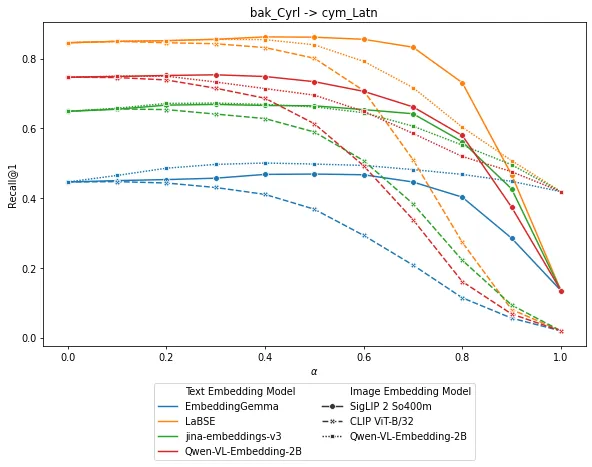 bak_Cyrl -> cym_Latn
Recall@1
0.8
0.6
0.4
0.2
0.0
0.0 0.2 0.4 0.6 0.8 1.0
α
Text Embedding Model
EmbeddingGemma
LaBSE
jina-embeddings-v3
Qwen-VL-Embedding-2B
Image Embedding Model
SigLIP 2 So400m
CLIP ViT-B/32
Qwen-VL-Embedding-2B